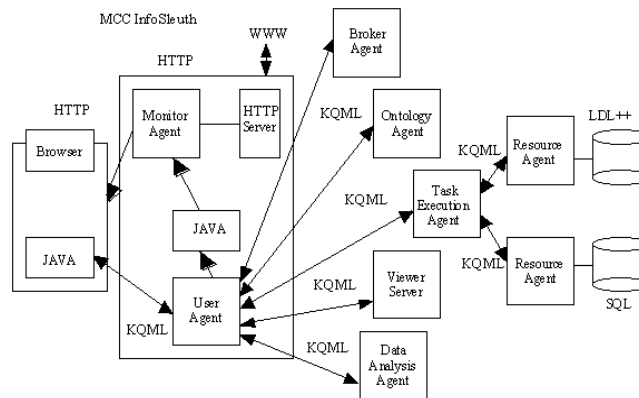 MCC InfoSleuth
WWW
HTTP
Broker
Agent
HTTP
Monitor
Agent
HTTP
Server
KQML
Ontology
Agent
LDL++
Browser
KQML
Resource
Agent
KQML
Task
Execution
Agent
JAVA
JAVA
KQML
Resource
Agent
User
Agent
KQML
Viewer
Server
KQML
SQL
KQML
Data
Analysis
Agent